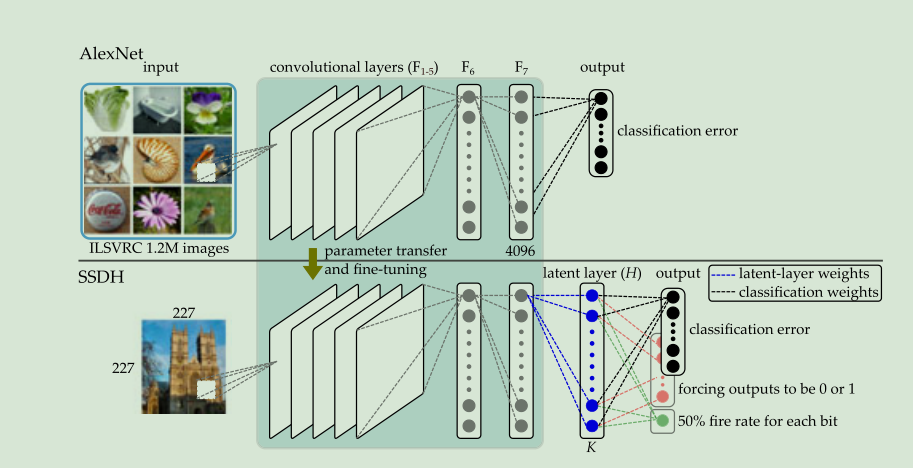 AlexNet
input
convolutional layers (F1-5)
F6
F7
output
classification error
Coca-Cola
ILSVRC 1.2M images
parameter transfer
and fine-tuning
4096
SSDH
latent layer (H)
output
latent-layer weights
classification weights
227
227
classification error
forcing outputs to be 0 or 1
50% fire rate for each bit
K